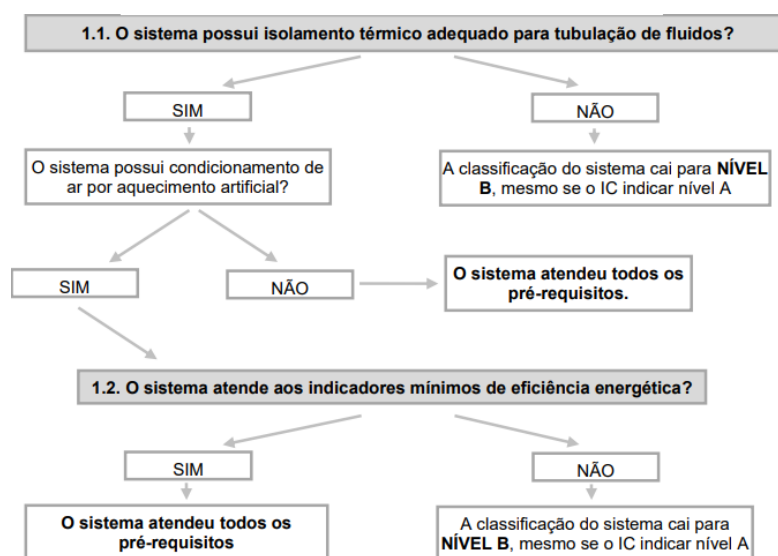 1.1. O sistema possui isolamento térmico adequado para tubulação de fluidos?
SIM
NÃO
O sistema possui condicionamento de
ar por aquecimento artificial?
A classificação do sistema cai para NÍVEL
B, mesmo se o IC indicar nível A
SIM
NÃO
O sistema atendeu todos os
pré-requisitos.
1.2. O sistema atende aos indicadores mínimos de eficiência energética?
SIM
NÃO
O sistema atendeu todos os
pré-requisitos
A classificação do sistema cai para
NÍVEL B, mesmo se o IC indicar nível A